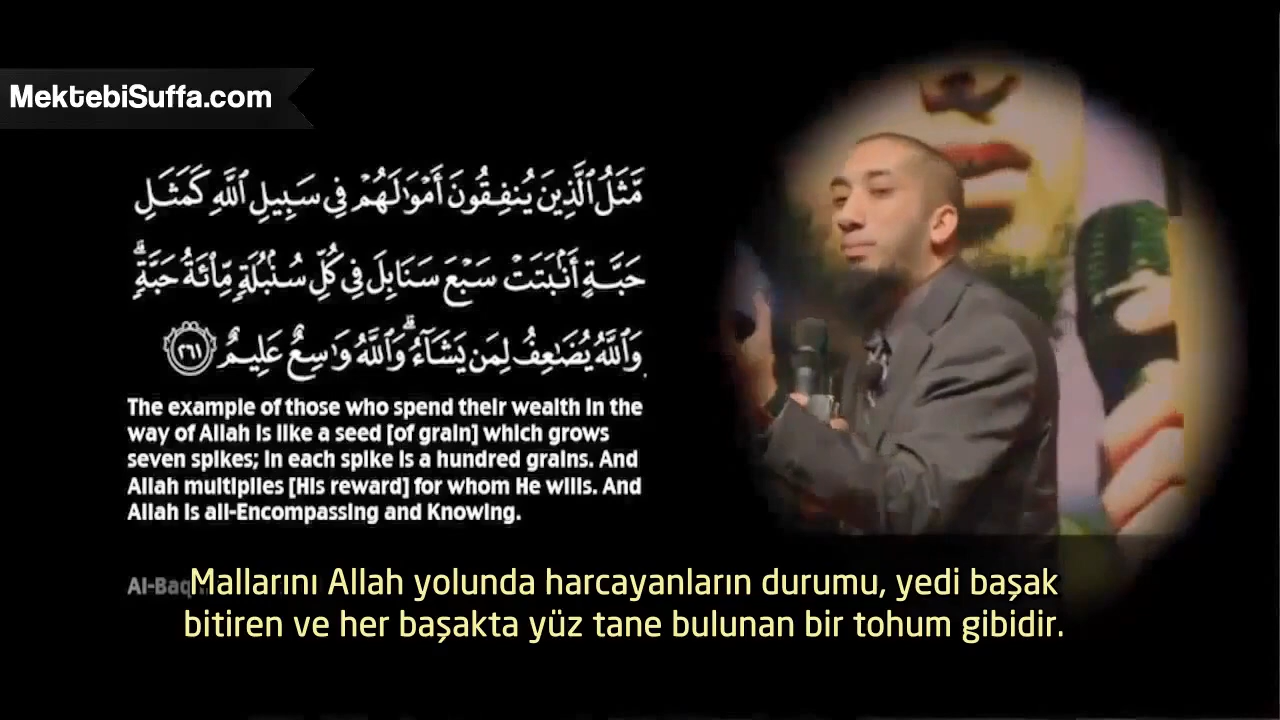 MektebiSuffa.com
مَّثَلُ ٱلَّذِينَ يُنفِقُونَ أَمْوَٰلَهُمْ فِى سَبِيلِ ٱللَّهِ كَمَثَلِ
حَبَّةٍ أَنۢبَتَتْ سَبْعَ سَنَابِلَ فِى كُلِّ سُنۢبُلَةٍ مِّا۟ئَةُ حَبَّةٍ ۗ
وَٱللَّهُ يُضَٰعِفُ لِمَن يَشَآءُ ۗ وَٱللَّهُ وَٰسِعٌ عَلِيمٌ ٢٦١
The example of those who spend their wealth in the
way of Allah is like a seed [of grain] which grows
seven spikes; in each spike is a hundred grains. And
Allah multiplies [His reward] for whom He wills. And
Allah is all-Encompassing and Knowing.
Mallarını Allah yolunda harcayanların durumu, yedi başak
bitiren ve her başakta yüz tane bulunan bir tohum gibidir.